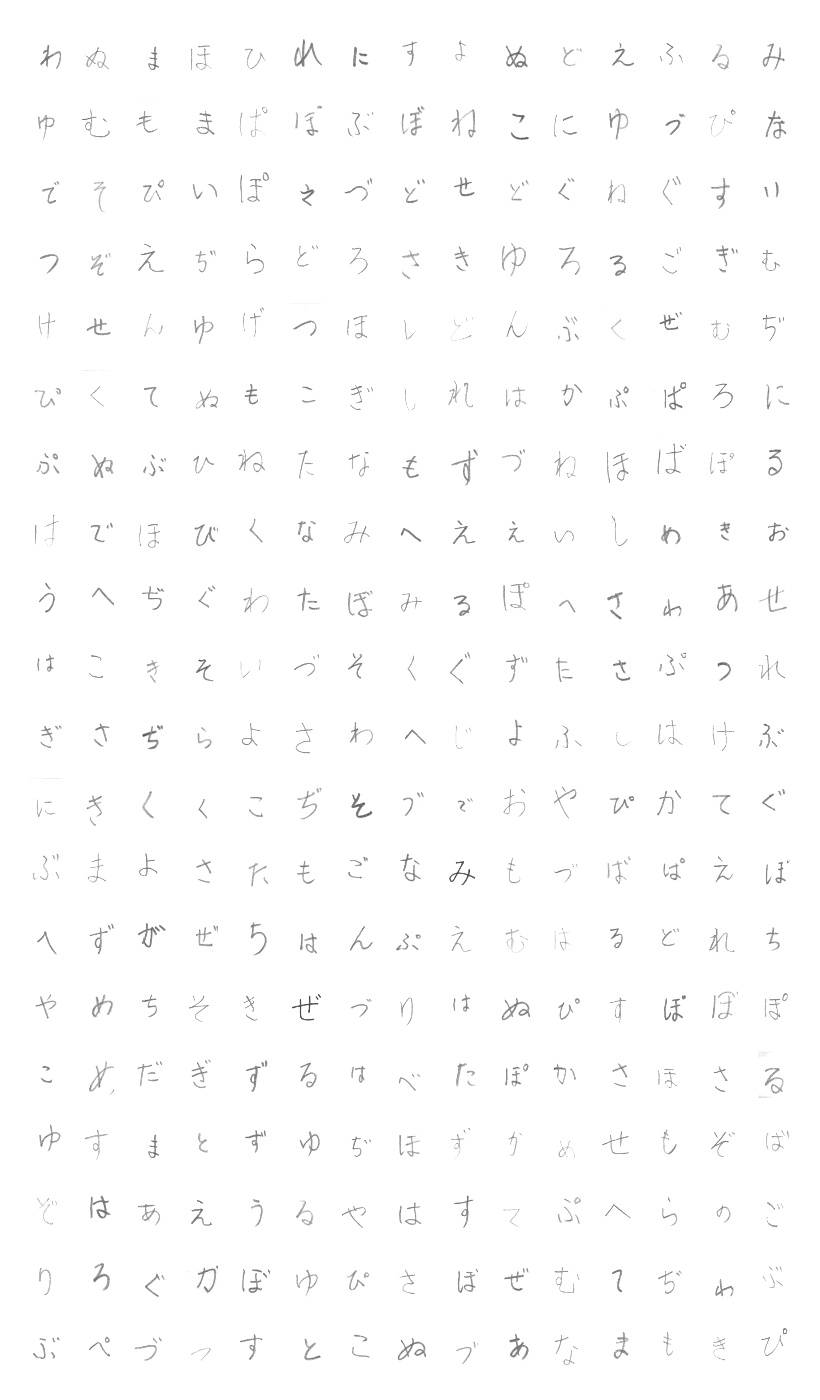 わぬまほひれにすよぬどえふるみ
ゆむもまぱぽぶぼねこにゆづぴな
でそぴいぽえづどせどぐねぐすい
つぞえぢらどろさきゆろるごぎむ
けせんゆげつほしどんぶくぜむぢ
ぴくてぬもこぎしれはかぷぱろに
ぷぬぶひねたなもずづねほばぽる
はでほびくなみへええいしめきお
うへぢぐわたぼみるぽへさわあせ
はこきそいづそくぐずたさぷつれ
ぎさぢらよさわへじよふしはけぶ
にきくくこぢそづでおやぴかてぐ
ぶまよさたもごなみもづばぱえぼ
へずがぜちはんぷえむはるどれち
やめちそきぜづりはぬぴすぽぼぽ
こめだぎずるはべたぽかさほさる
ゆすまとずゆぢほずかめせもぞば
ぞはあえうるやはすてぷへらのご
りろぐかぼゆぴさぼぜむてぢわぶ
ぶぺづっすとこぬづあなまもきぴ